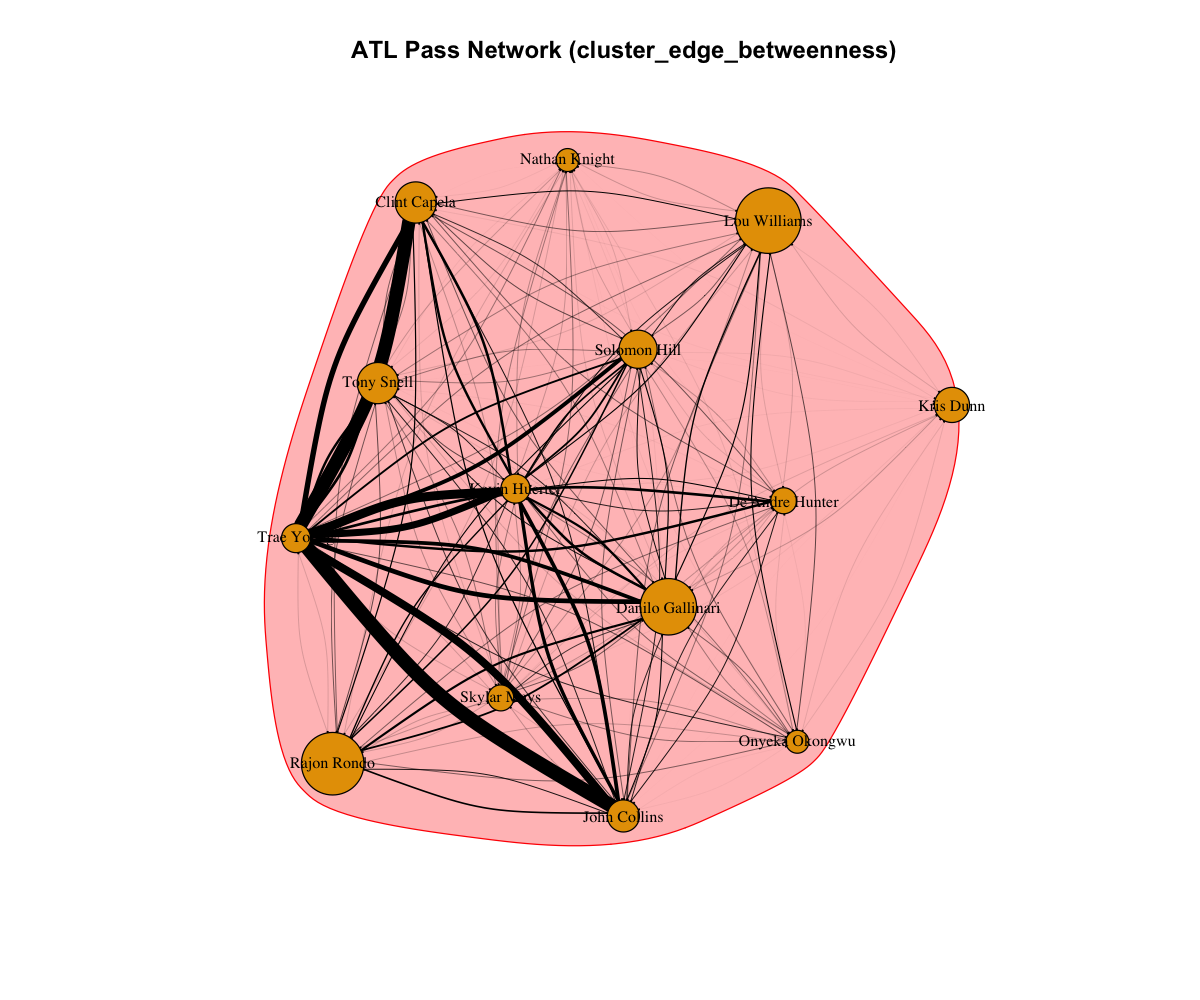 ATL Pass Network (cluster_edge_betweenness)
Nathan Knight
Clint Capela
Lou Williams
Solomon Hill
Tony Snell
Kris Dunn
Kevin Huerter
De'Andre Hunter
Trae Young
Danilo Gallinari
Skylar Mays
Onyeka Okongwu
Rajon Rondo
John Collins